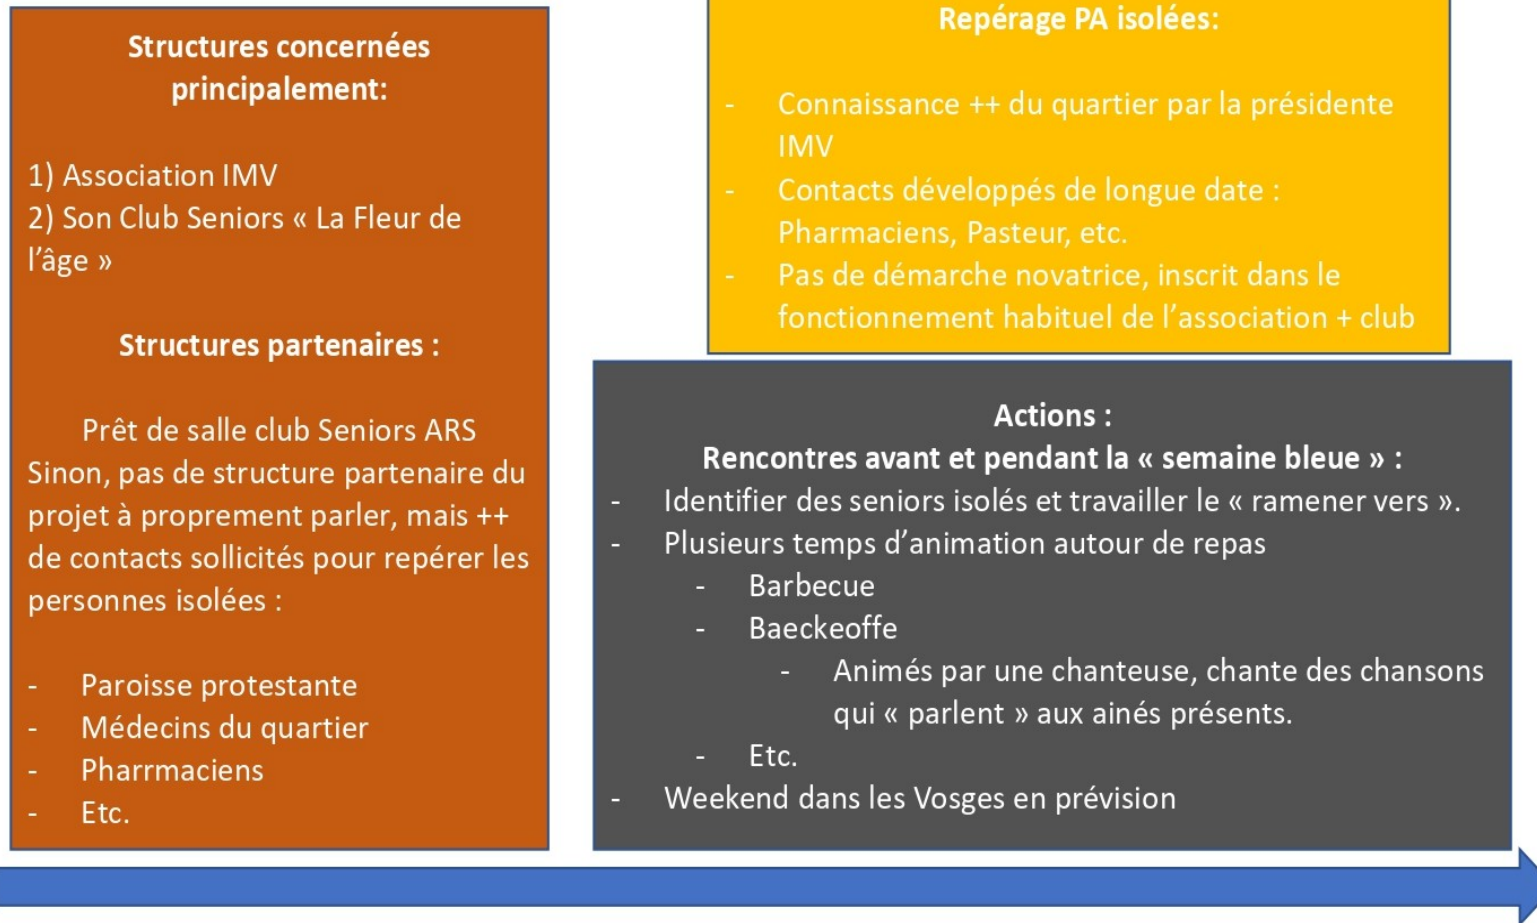 Structures concernées
principalement:
1) Association IMV
2) Son Club Seniors « La Fleur de
l’âge »
Structures partenaires :
Prêt de salle club Seniors ARS
Sinon, pas de structure partenaire du
projet à proprement parler, mais ++
de contacts sollicités pour repérer les
personnes isolées :
- Paroisse protestante
- Médecins du quartier
- Pharrmaciens
- Etc.
Repérage PA isolées:
- Connaissance ++ du quartier par la présidente
IMV
- Contacts développés de longue date :
Pharmaciens, Pasteur, etc.
- Pas de démarche novatrice, inscrit dans le
fonctionnement habituel de l’association + club
Actions :
Rencontres avant et pendant la « semaine bleue » :
- Identifier des seniors isolés et travailler le « ramener vers ».
- Plusieurs temps d’animation autour de repas
- Barbecue
- Baeckeoffe
- Animés par une chanteuse, chante des chansons
qui « parlent » aux ainés présents.
- Etc.
- Weekend dans les Vosges en prévision